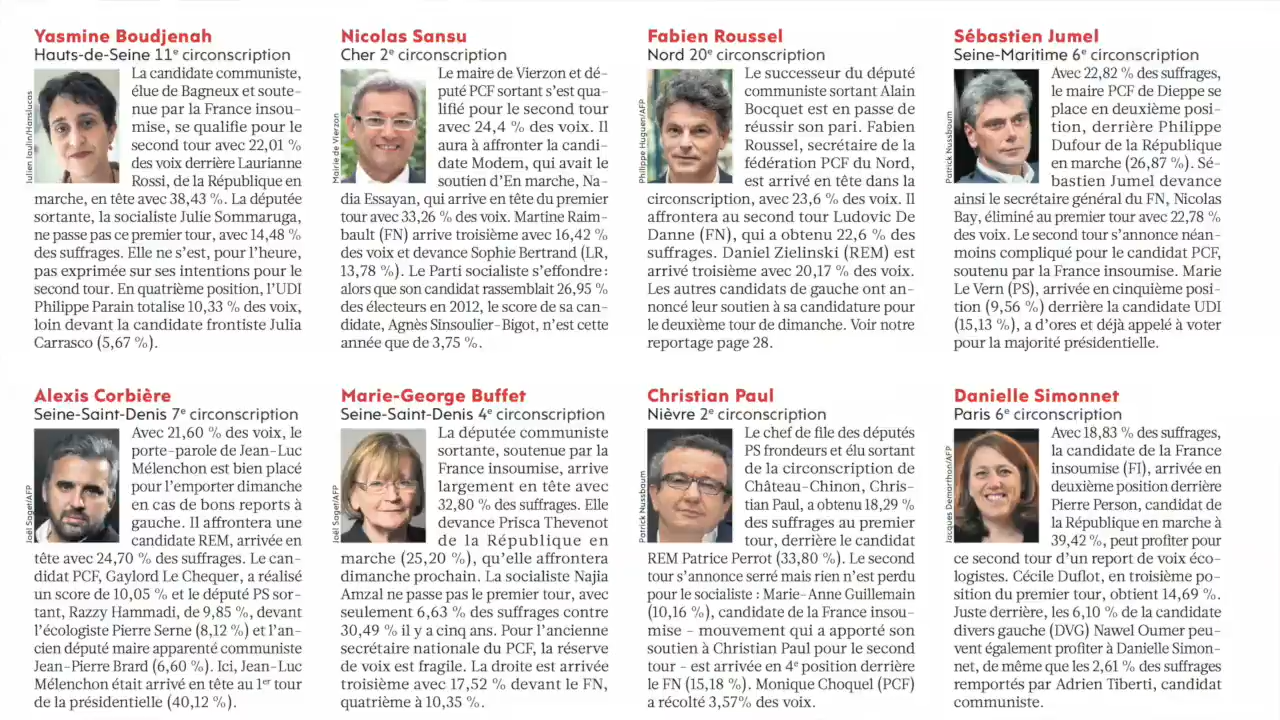 Yasmine Boudjenah
Hauts-de-Seine 11e circonscription
Julien Jaulin/Hanslucas
La candidate communiste,
élue de Bagneux et soute-
nue par la France insou-
mise, se qualifie pour le
second tour avec 22,01 %
des voix derrière Laurianne
Rossi, de la République en
marche, en tête avec 38,43 %. La députée
sortante, la socialiste Julie Sommaruga,
ne passe pas ce premier tour, avec 14,48 %
des suffrages. Elle ne s’est, pour l’heure,
pas exprimée sur ses intentions pour le
second tour. En quatrième position, l’UDI
Philippe Parain totalise 10,33 % des voix,
loin devant la candidate frontiste Julia
Carrasco (5,67 %).
Nicolas Sansu
Cher 2e circonscription
Mairie de Vierzon
Le maire de Vierzon et dé-
puté PCF sortant s’est qua-
lifié pour le second tour
avec 24,4 % des voix. Il
aura à affronter la candi-
date Modem, qui avait le
soutien d’En marche, Na-
dia Essayan, qui arrive en tête du premier
tour avec 33,26 % des voix. Martine Raim-
bault (FN) arrive troisième avec 16,42 %
des voix et devance Sophie Bertrand (LR,
13,78 %). Le Parti socialiste s’effondre :
alors que son candidat rassemblait 26,95 %
des électeurs en 2012, le score de sa can-
didate, Agnès Sinsoulier-Bigot, n’est cette
année que de 3,75 %.
Fabien Roussel
Nord 20e circonscription
Philippe Huguen/AFP
Le successeur du député
communiste sortant Alain
Bocquet est en passe de
réussir son pari. Fabien
Roussel, secrétaire de la
fédération PCF du Nord,
est arrivé en tête dans la
circonscription, avec 23,6 % des voix. Il
affrontera au second tour Ludovic De
Danne (FN), qui a obtenu 22,6 % des
suffrages. Daniel Zielinski (REM) est
arrivé troisième avec 20,17 % des voix.
Les autres candidats de gauche ont an-
noncé leur soutien à sa candidature pour
le deuxième tour de dimanche. Voir notre
reportage page 28.
Sébastien Jumel
Seine-Maritime 6e circonscription
Patrick Nussbaum
Avec 22,82 % des suffrages,
le maire PCF de Dieppe se
place en deuxième posi-
tion, derrière Philippe
Dufour de la République
en marche (26,87 %). Sé-
bastien Jumel devance
ainsi le secrétaire général du FN, Nicolas
Bay, éliminé au premier tour avec 22,78 %
des voix. Le second tour s’annonce néan-
moins compliqué pour le candidat PCF,
soutenu par la France insoumise. Marie
Le Vern (PS), arrivée en cinquième posi-
tion (9,56 %) derrière la candidate UDI
(15,13 %), a d’ores et déjà appelé à voter
pour la majorité présidentielle.
Alexis Corbière
Seine-Saint-Denis 7e circonscription
Joël Saget/AFP
Avec 21,60 % des voix, le
porte-parole de Jean-Luc
Mélenchon est bien placé
pour l’emporter dimanche
en cas de bons reports à
gauche. Il affrontera une
candidate REM, arrivée en
tête avec 24,70 % des suffrages. Le can-
didat PCF, Gaylord Le Chequer, a réalisé
un score de 10,05 % et le député PS sor-
tant, Razzy Hammadi, de 9,85 %, devant
l’écologiste Pierre Serne (8,12 %) et l’an-
cien député maire apparenté communiste
Jean-Pierre Brard (6,60 %). Ici, Jean-Luc
Mélenchon était arrivé en tête au 1er tour
de la présidentielle (40,12 %).
Marie-George Buffet
Seine-Saint-Denis 4e circonscription
Joël Saget/AFP
La députée communiste
sortante, soutenue par la
France insoumise, arrive
largement en tête avec
32,80 % des suffrages. Elle
devance Prisca Thevenot
de la République en
marche (25,20 %), qu’elle affrontera
dimanche prochain. La socialiste Najia
Amzal ne passe pas le premier tour, avec
seulement 6,63 % des suffrages contre
30,49 % il y a cinq ans. Pour l’ancienne
secrétaire nationale du PCF, la réserve
de voix est fragile. La droite est arrivée
troisième avec 17,52 % devant le FN,
quatrième à 10,35 %.
Christian Paul
Nièvre 2e circonscription
Patrick Nussbaum
Le chef de file des députés
PS frondeurs et élu sortant
de la circonscription de
Château-Chinon, Chris-
tian Paul, a obtenu 18,29 %
des suffrages au premier
tour, derrière le candidat
REM Patrice Perrot (33,80 %). Le second
tour s’annonce serré mais rien n’est perdu
pour le socialiste : Marie-Anne Guillemain
(10,16 %), candidate de la France insou-
mise – mouvement qui a apporté son
soutien à Christian Paul pour le second
tour – est arrivée en 4e position derrière
le FN (15,18 %). Monique Choquel (PCF)
a récolté 3,57% des voix.
Danielle Simonnet
Paris 6e circonscription
Jacques Demarthon/AFP
Avec 18,83 % des suffrages,
la candidate de la France
insoumise (FI), arrivée en
deuxième position derrière
Pierre Person, candidat de
la République en marche à
39,42 %, peut profiter pour
ce second tour d’un report de voix éco-
logistes. Cécile Duflot, en troisième po-
sition du premier tour, obtient 14,69 %.
Juste derrière, les 6,10 % de la candidate
divers gauche (DVG) Nawel Oumer peu-
vent également profiter à Danielle Simon-
net, de même que les 2,61 % des suffrages
remportés par Adrien Tiberti, candidat
communiste.